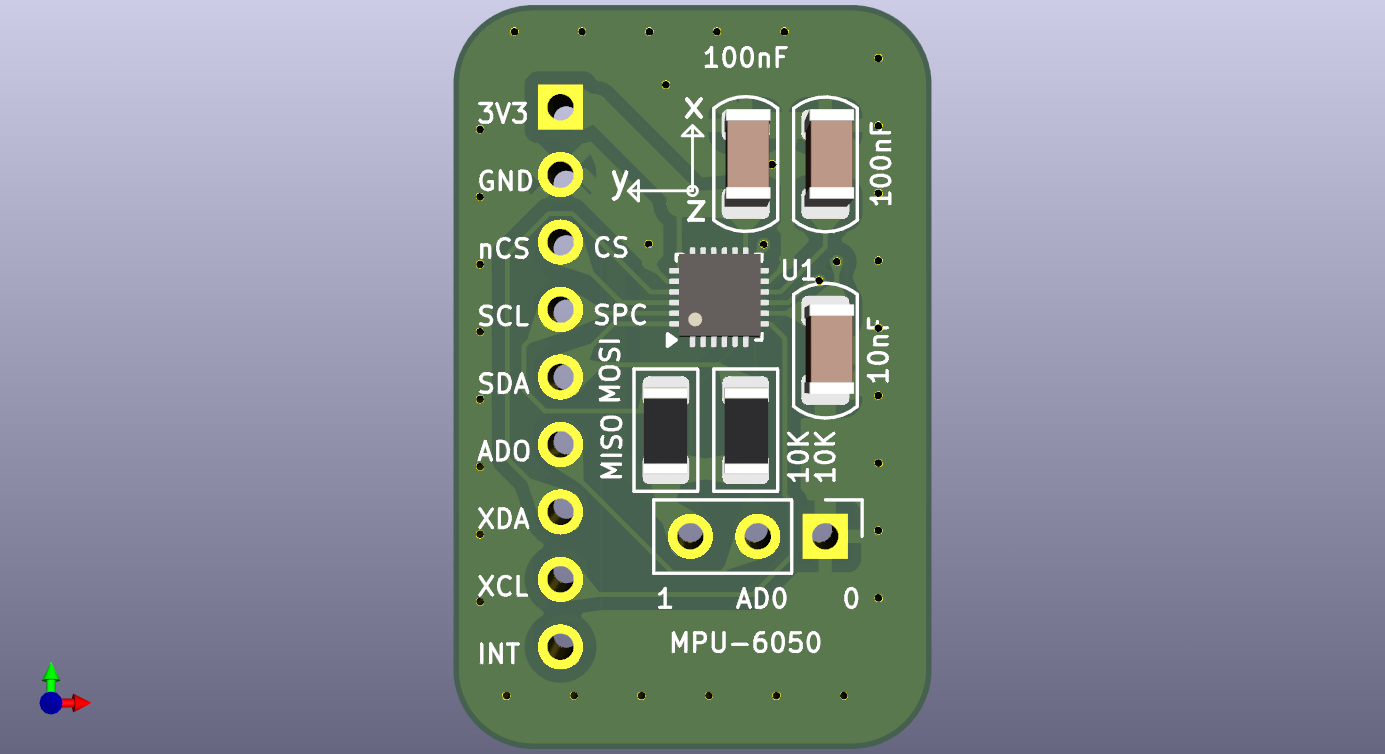 100nF
3V3
x
100nF
GND
y
z
nCS
CS
U1
SCL
SPC
10nF
SDA
MOSI
ADO
MISO
10K
10K
XDA
XCL
1
AD0
0
INT
MPU-6050